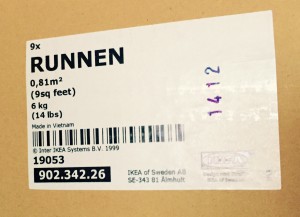 9x
RUNNEN
0,81m²
(9sq feet)
6 kg
(14 lbs)
Made in Vietnam
© Inter IKEA Systems B.V. 1999
19053
902.342.26
IKEA of Sweden AB
SE-343 81 Älmhult
1412